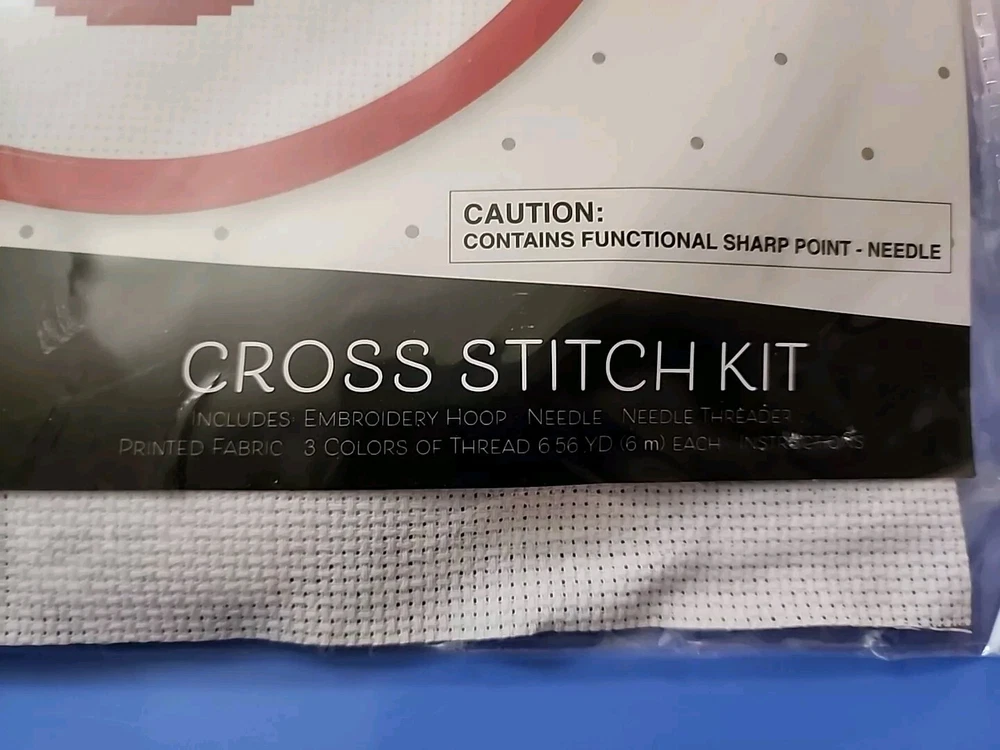 CAUTION:
CONTAINS FUNCTIONAL SHARP POINT - NEEDLE
CROSS STITCH KIT
INCLUDES: EMBROIDERY HOOP NEEDLE NEEDLE THREADER
PRINTED FABRIC 3 COLORS OF THREAD 6.56 YD (6 m) EACH INSTRUCTIONS